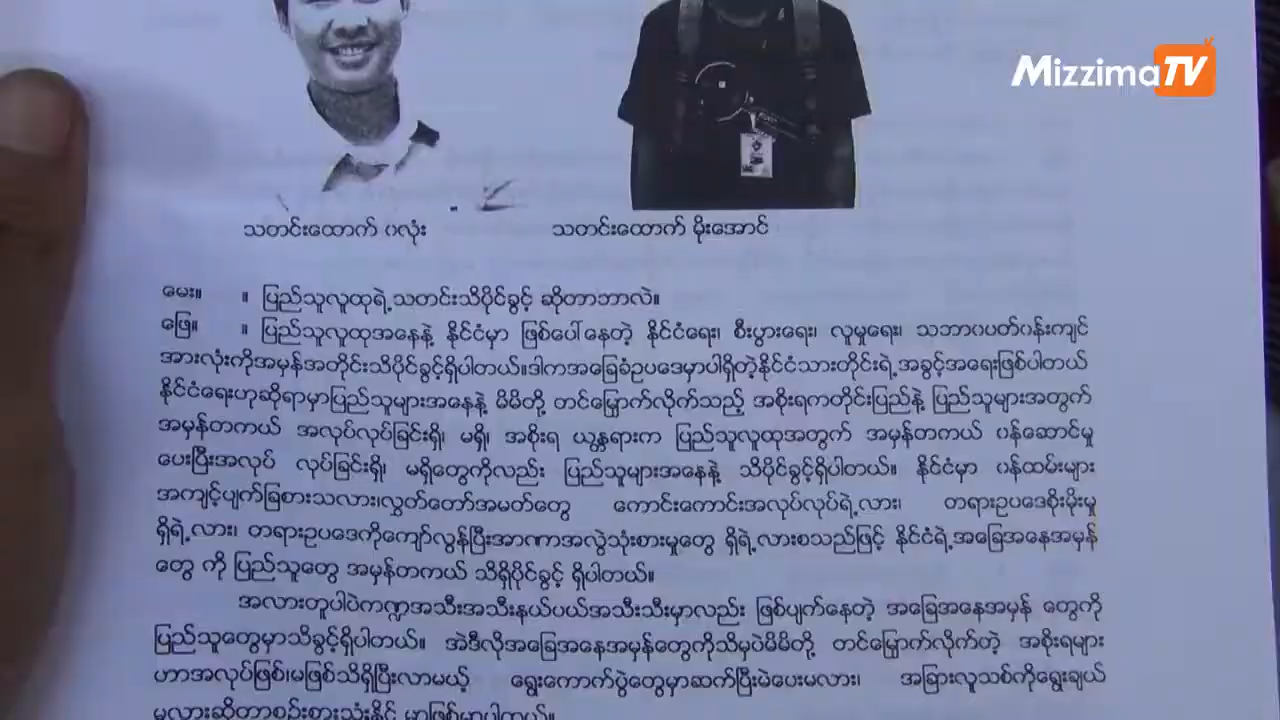 MizzimaTV
သတင်းထောက် ဝလုံး သတင်းထောက် မိုးအောင်
မေး။ ။ ပြည်သူလူထုရဲ့သတင်းသိပိုင်ခွင့် ဆိုတာဘာလဲ။
ဖြေ။ ။ ပြည်သူလူထုအနေနဲ့ နိုင်ငံမှာ ဖြစ်ပေါ်နေတဲ့ နိုင်ငံရေး၊ စီးပွားရေး၊ လူမှုရေး၊ သဘာဝပတ်ဝန်းကျင်
အားလုံးကိုအမှန်အတိုင်းသိပိုင်ခွင့်ရှိပါတယ်။ဒါကအခြေခံဥပဒေမှာပါရှိတဲ့နိုင်ငံသားတိုင်းရဲ့အခွင့်အရေးဖြစ်ပါတယ်
နိုင်ငံရေးဟုဆိုရာမှာပြည်သူများအနေနဲ့ မိမိတို့ တင်မြှောက်လိုက်သည့် အစိုးရကတိုင်းပြည်နဲ့ ပြည်သူများအတွက်
အမှန်တကယ် အလုပ်လုပ်ခြင်းရှိ၊ မရှိ၊ အစိုးရ ယန္တရားက ပြည်သူလူထုအတွက် အမှန်တကယ် ဝန်ဆောင်မှု
ပေးပြီးအလုပ် လုပ်ခြင်းရှိ၊ မရှိတွေကိုလည်း ပြည်သူများအနေနဲ့ သိပိုင်ခွင့်ရှိပါတယ်။ နိုင်ငံမှာ ဝန်ထမ်းများ
အကျင့်ပျက်ခြစားသလား၊လွှတ်တော်အမတ်တွေ ကောင်းကောင်းအလုပ်လုပ်ရဲ့လား၊ တရားဥပဒေစိုးမိုးမှု
ရှိရဲ့လား၊ တရားဥပဒေကိုကျော်လွန်ပြီးအာဏာအလွဲသုံးစားမှုတွေ ရှိရဲ့လားစသည်ဖြင့် နိုင်ငံရဲ့အခြေအနေအမှန်
တွေ ကို ပြည်သူတွေ အမှန်တကယ် သိရှိပိုင်ခွင့် ရှိပါတယ်။
အလားတူပါပဲကဏ္ဍအသီးအသီးနယ်ပယ်အသီးသီးမှာလည်း ဖြစ်ပျက်နေတဲ့ အခြေအနေအမှန် တွေကို
ပြည်သူတွေမှာသိခွင့်ရှိပါတယ်။ အဲဒီလိုအခြေအနေအမှန်တွေကိုသိမှပဲမိမိတို့ တင်မြှောက်လိုက်တဲ့ အစိုးရများ
ဟာအလုပ်ဖြစ်၊မဖြစ်သိရှိပြီးလာမယ့် ရွေးကောက်ပွဲတွေမှာဆက်ပြီးမဲပေးမလား၊ အခြားလူသစ်ကိုရွေးချယ်